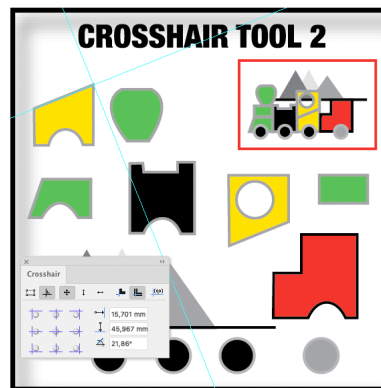 CROSSHAIR TOOL 2
Crosshair
15,701 mm
45,967 mm
21,86°